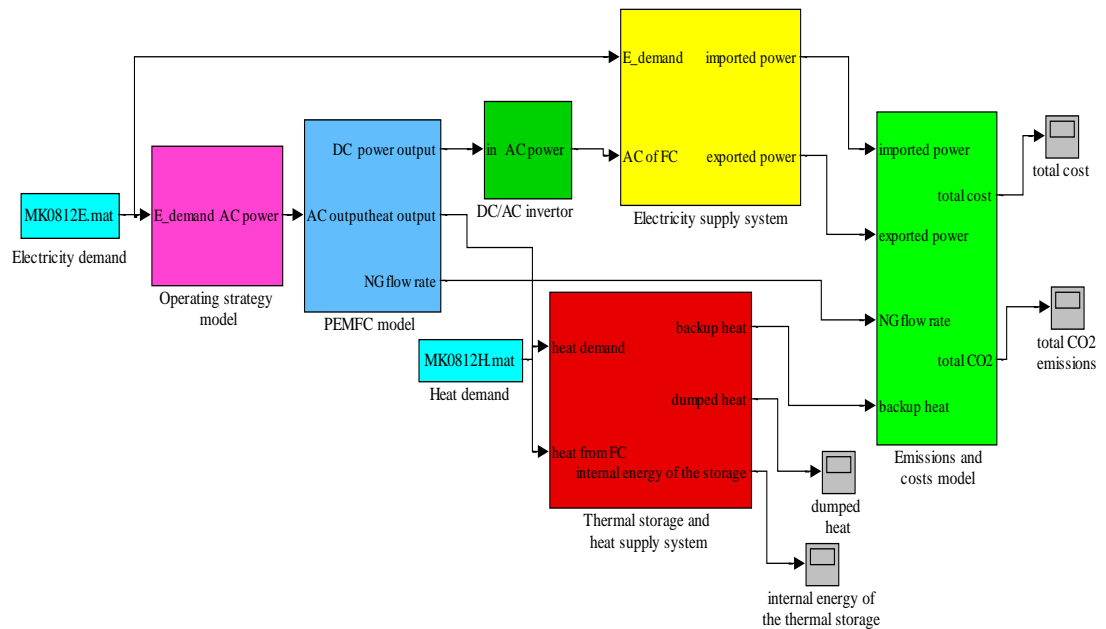 E_demand
imported power
AC of FC
exported power
Electricity supply system
in AC power
DC/AC invertor
DC power output
AC output
heat output
NG flow rate
PEMFC model
E_demand AC power
Operating strategy
model
MK0812E.mat
Electricity demand
MK0812H.mat
Heat demand
heat demand
backup heat
dumped heat
heat from FC
internal energy of the storage
Thermal storage and
heat supply system
imported power
total cost
exported power
NG flow rate
total CO2
backup heat
Emissions and
costs model
total cost
total CO2
emissions
dumped
heat
internal energy of
the thermal storage